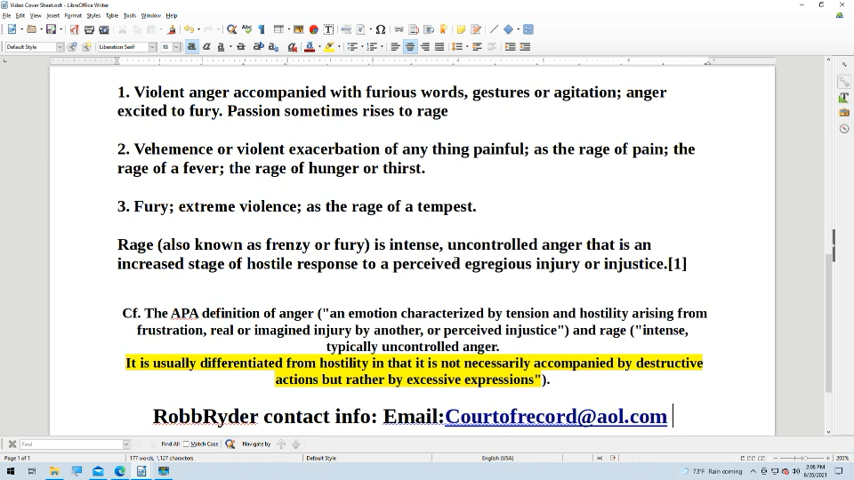 Video Cover Sheet.odt - LibreOffice Writer
File Edit View Insert Format Styles Table Form Tools Window Help
Default Style Liberation Serif 18
1. Violent anger accompanied with furious words, gestures or agitation; anger
excited to fury. Passion sometimes rises to rage
2. Vehemence or violent exacerbation of any thing painful; as the rage of pain; the
rage of a fever; the rage of hunger or thirst.
3. Fury; extreme violence; as the rage of a tempest.
Rage (also known as frenzy or fury) is intense, uncontrolled anger that is an
increased stage of hostile response to a perceived egregious injury or injustice.[1]
Cf. The APA definition of anger ("an emotion characterized by tension and hostility arising from
frustration, real or imagined injury by another, or perceived injustice") and rage ("intense,
typically uncontrolled anger.
It is usually differentiated from hostility in that it is not necessarily accompanied by destructive
actions but rather by excessive expressions").
RobbRyder contact info: Email:Courtofrecord@aol.com
Find Find All Match Case Navigate by
Page 1 of 1 177 words, 1,127 characters Default Style English (USA) 200%
73°F Rain coming 2:06 PM
6/20/2021